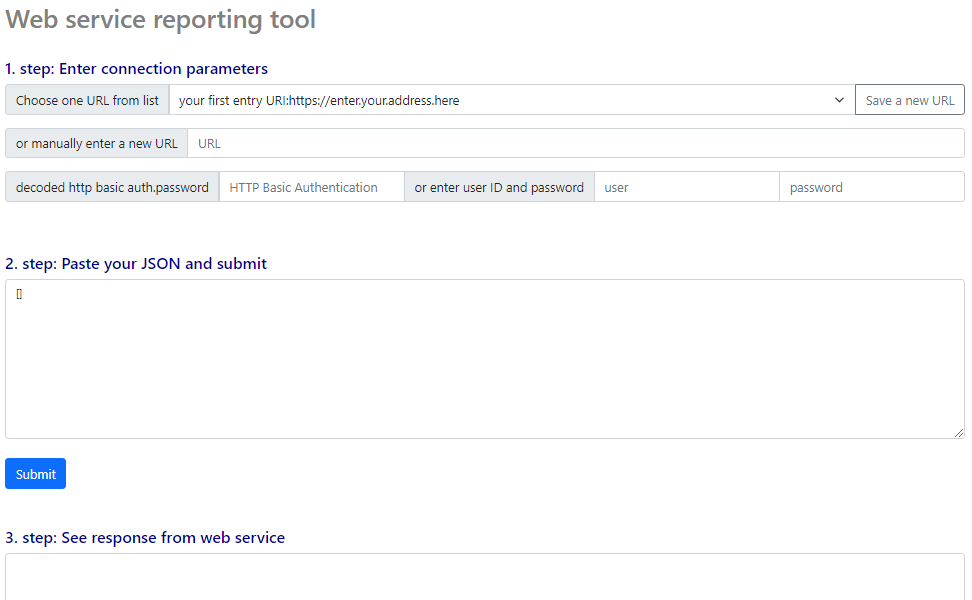 Web service reporting tool
1. step: Enter connection parameters
Choose one URL from list your first entry URI:https://enter.your.address.here Save a new URL
or manually enter a new URL URL
decoded http basic auth.password HTTP Basic Authentication or enter user ID and password user password
2. step: Paste your JSON and submit
[]
Submit
3. step: See response from web service